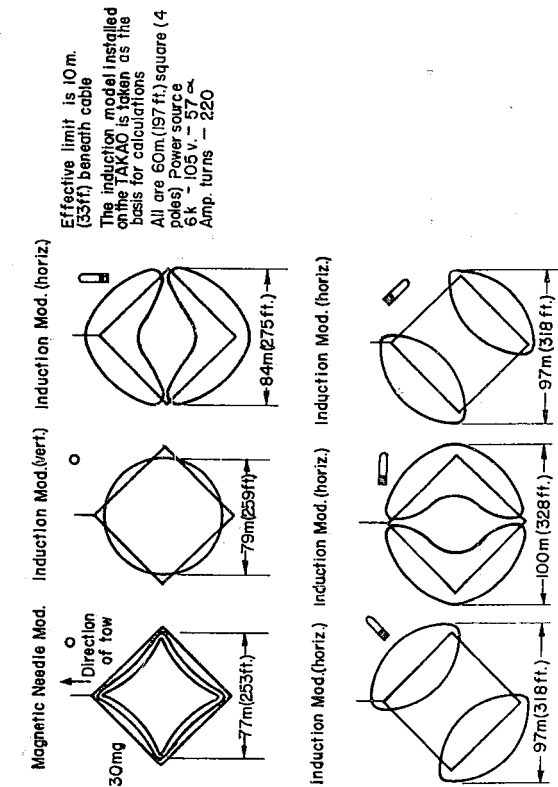 Magnetic Needle Mod.
Induction Mod.(vert.)
Induction Mod. (horiz.)
Effective limit is 10m.
(33ft.) beneath cable
The induction model installed
on the TAKAO is taken as the
basis for calculations
All are 60m.(197ft.) square (4
poles) Power source
6k - 105 v. - 57 ∝
Amp. turns — 220
Direction
of tow
30mg
77m(253ft.)
79m(259ft)
84m(275ft.)
Induction Mod.(horiz.)
Induction Mod. (horiz.)
Induction Mod. (horiz)
97m(318ft.)
100m(328ft.)
97m(318ft.)